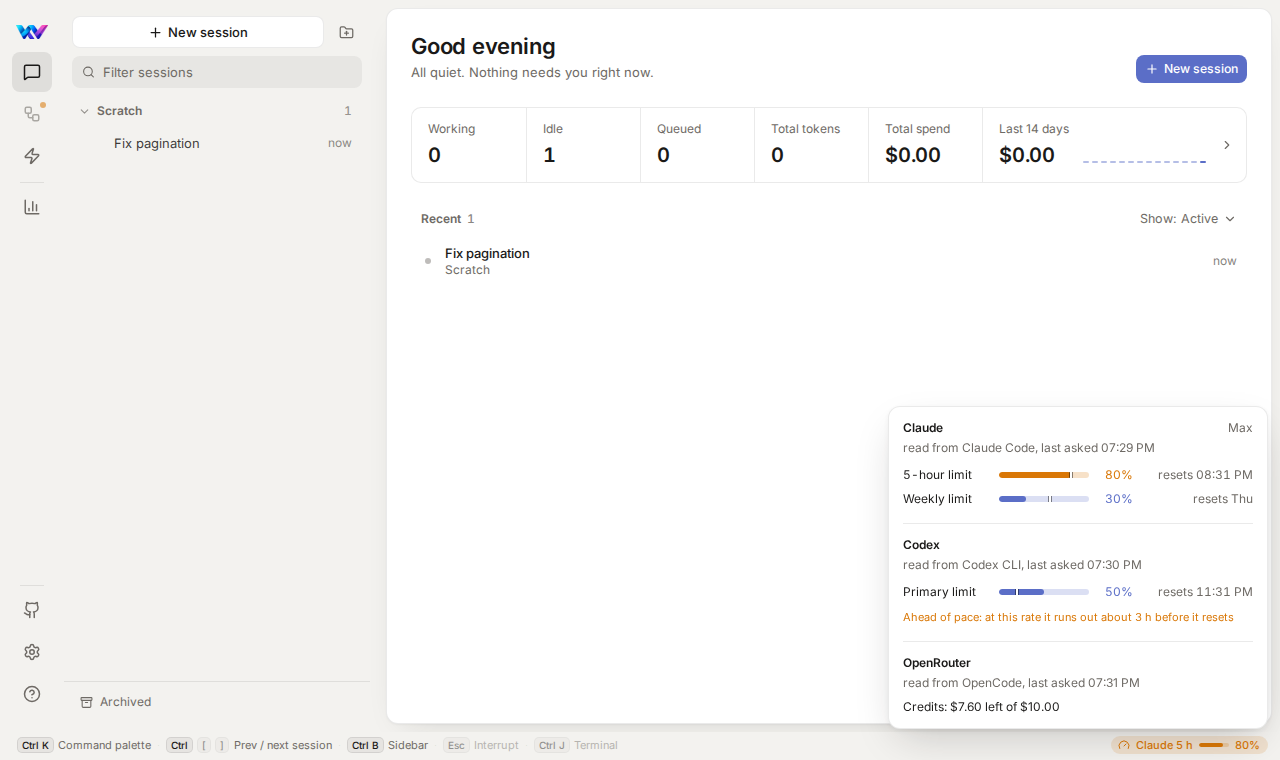 New session
Filter sessions
Scratch 1
Fix pagination now
Archived
Good evening
All quiet. Nothing needs you right now.
New session
Working
0
Idle
1
Queued
0
Total tokens
0
Total spend
$0.00
Last 14 days
$0.00
Recent 1
Show: Active
Fix pagination
Scratch
now
Claude Max
read from Claude Code, last asked 07:29 PM
5-hour limit 80% resets 08:31 PM
Weekly limit 30% resets Thu
Codex
read from Codex CLI, last asked 07:30 PM
Primary limit 50% resets 11:31 PM
Ahead of pace: at this rate it runs out about 3 h before it resets
OpenRouter
read from OpenCode, last asked 07:31 PM
Credits: $7.60 left of $10.00
Ctrl K Command palette Ctrl [ ] Prev / next session Ctrl B Sidebar Esc Interrupt Ctrl J Terminal
Claude 5 h 80%